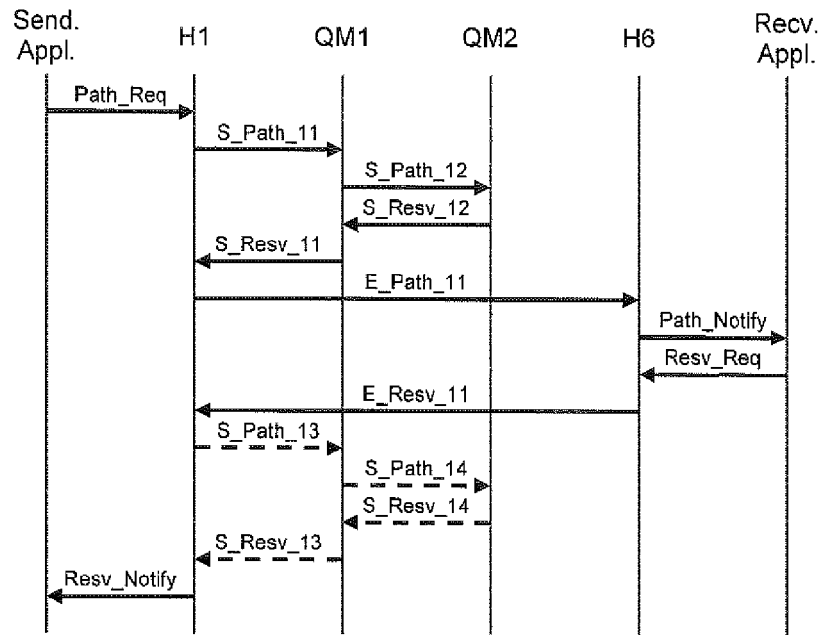 Send.
Appl.
H1
QM1
QM2
H6
Recv.
Appl.
Path_Req
S_Path_11
S_Path_12
S_Resv_12
S_Resv_11
E_Path_11
Path_Notify
Resv_Req
E_Resv_11
S_Path_13
S_Path_14
S_Resv_14
S_Resv_13
Resv_Notify